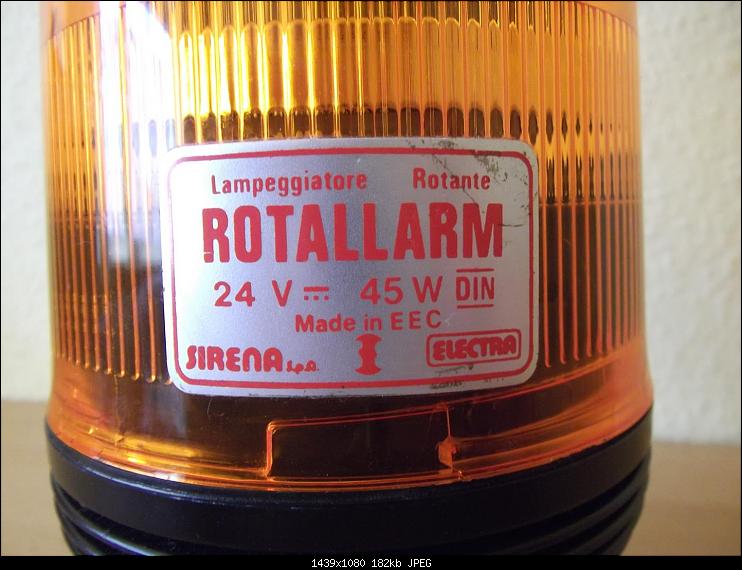 Lampeggiatore Rotante
ROTALLARM
24 V 45 W DIN
Made in EEC
SIRENA S.p.A. ELECTRA
1439x1080 182kb JPEG